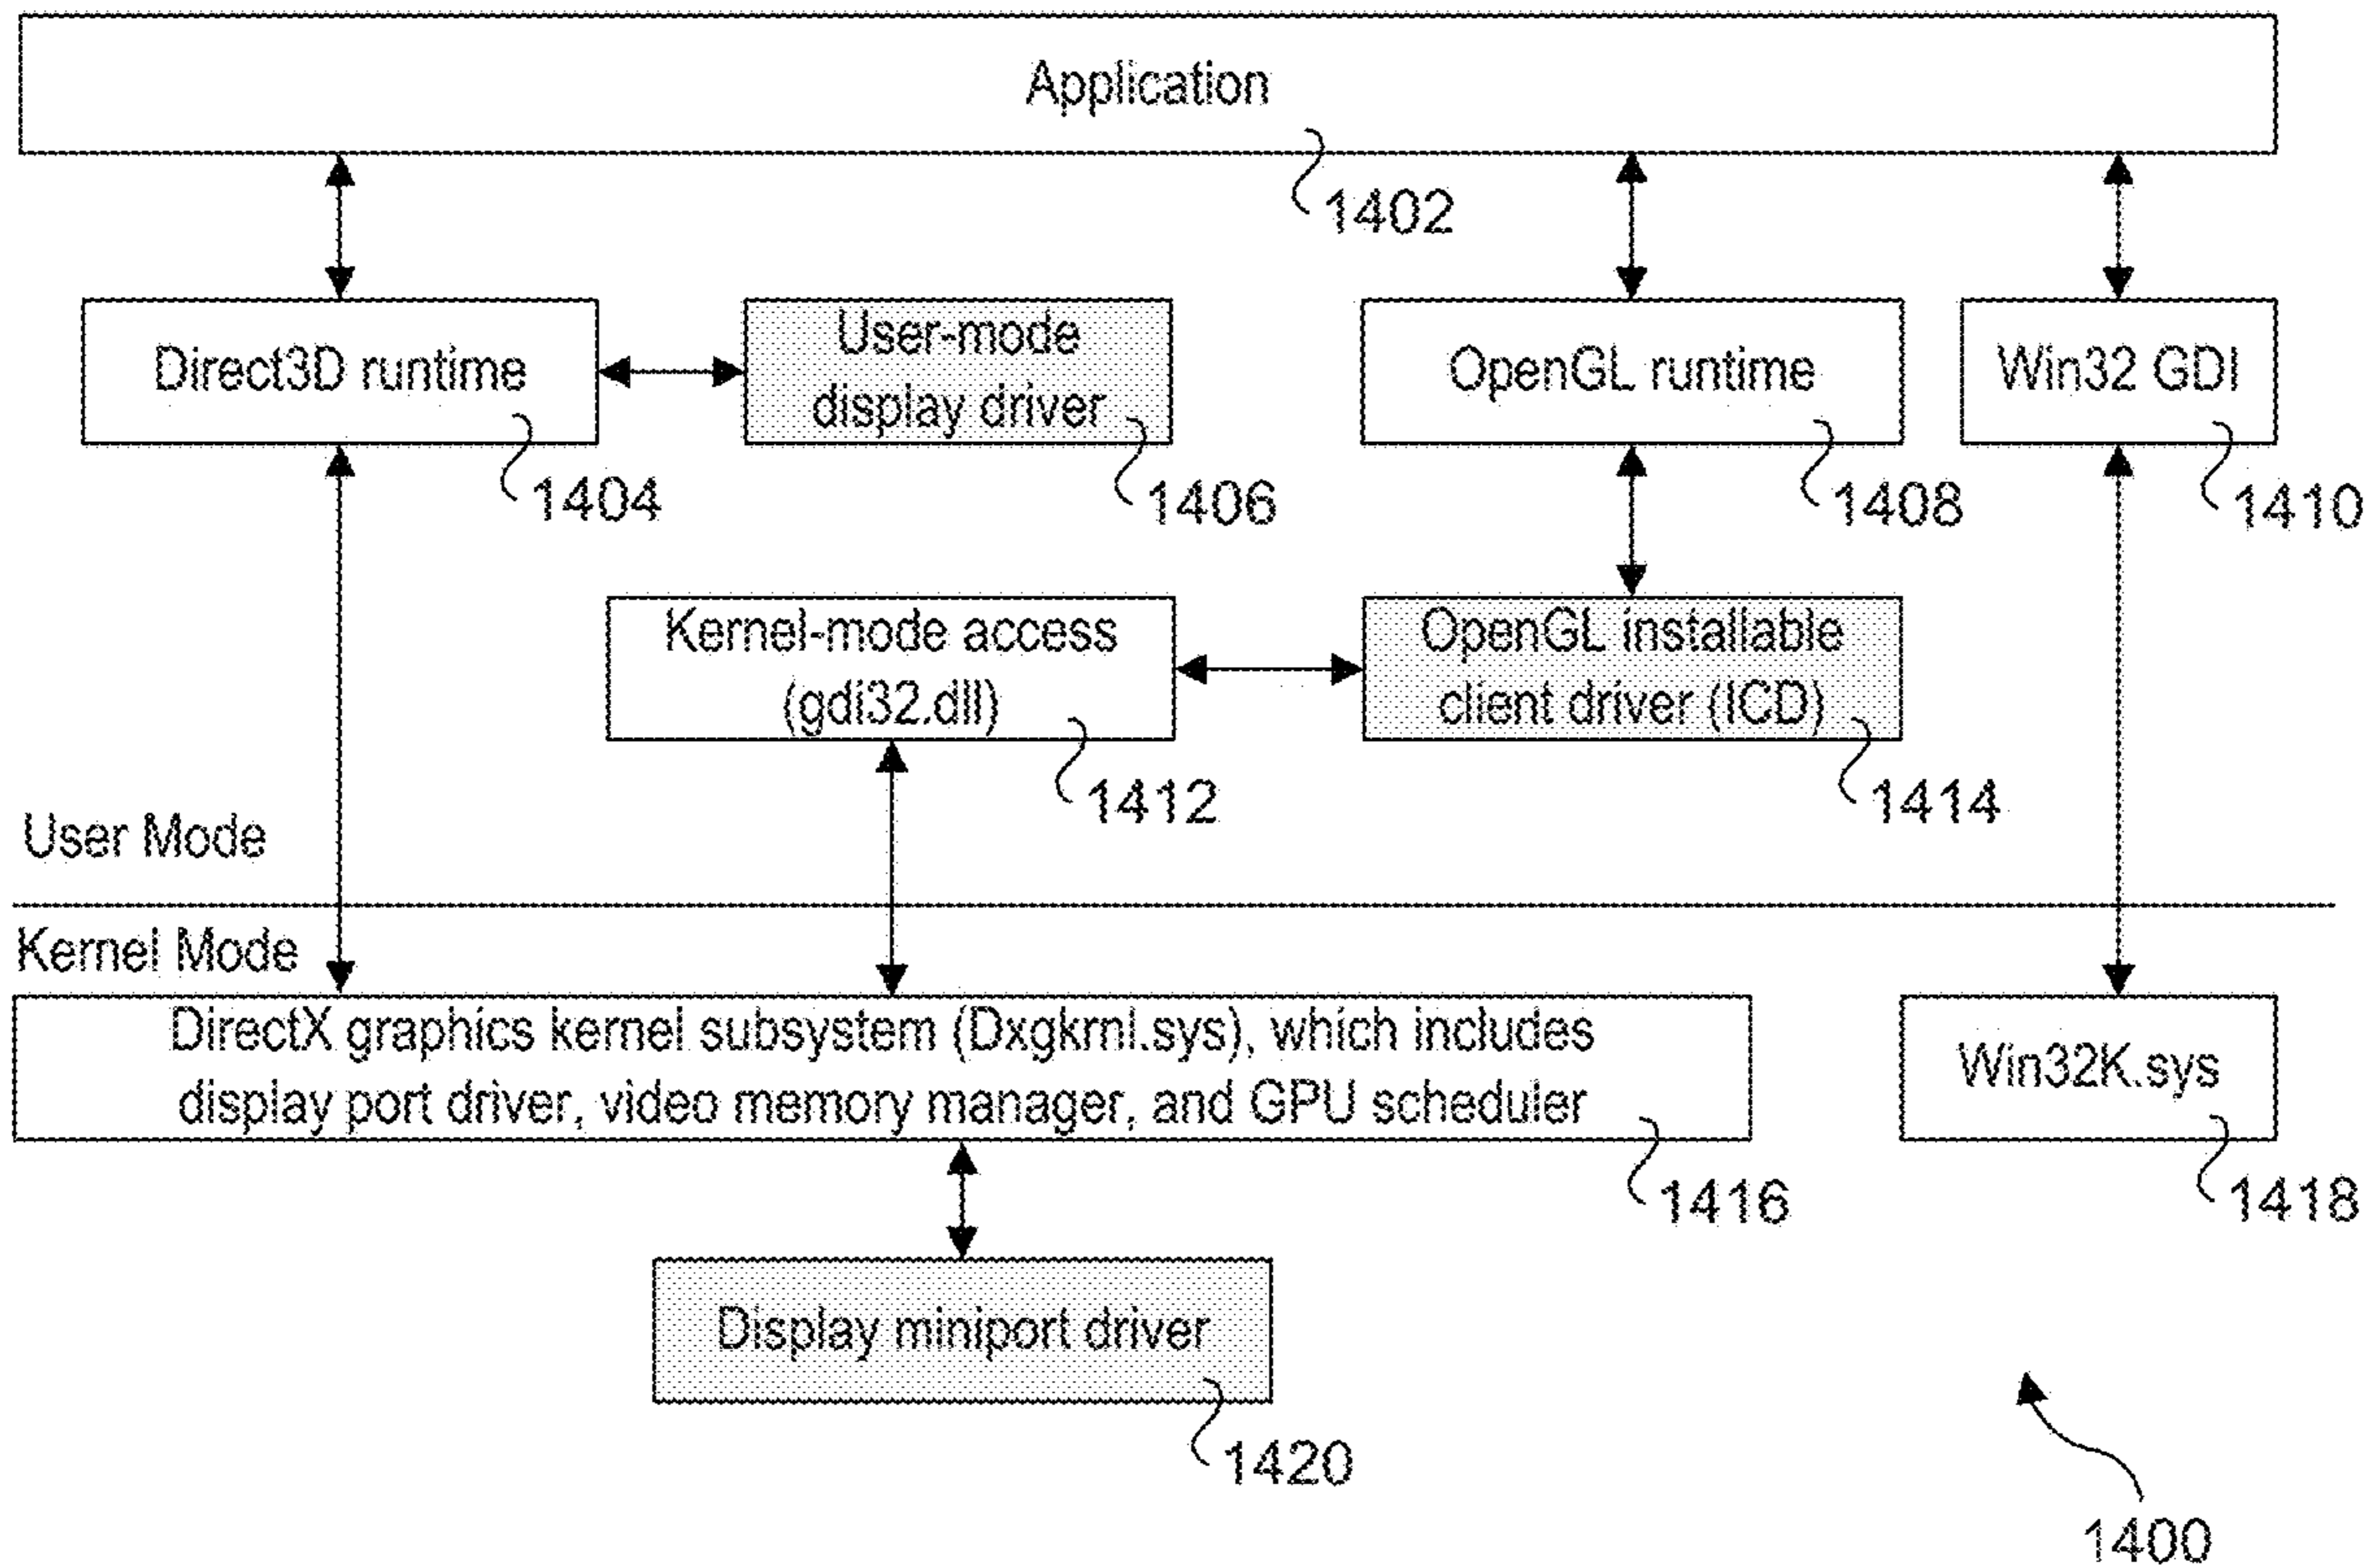 Application
1402
Direct3D runtime
1404
User-mode
display driver
1406
OpenGL runtime
1408
Win32 GDI
1410
Kernel-mode access
(gdi32.dll)
1412
OpenGL installable
client driver (ICD)
1414
User Mode
Kernel Mode
DirectX graphics kernel subsystem (Dxgkrnl.sys), which includes
display port driver, video memory manager, and GPU scheduler
1416
Win32K.sys
1418
Display miniport driver
1420
1400